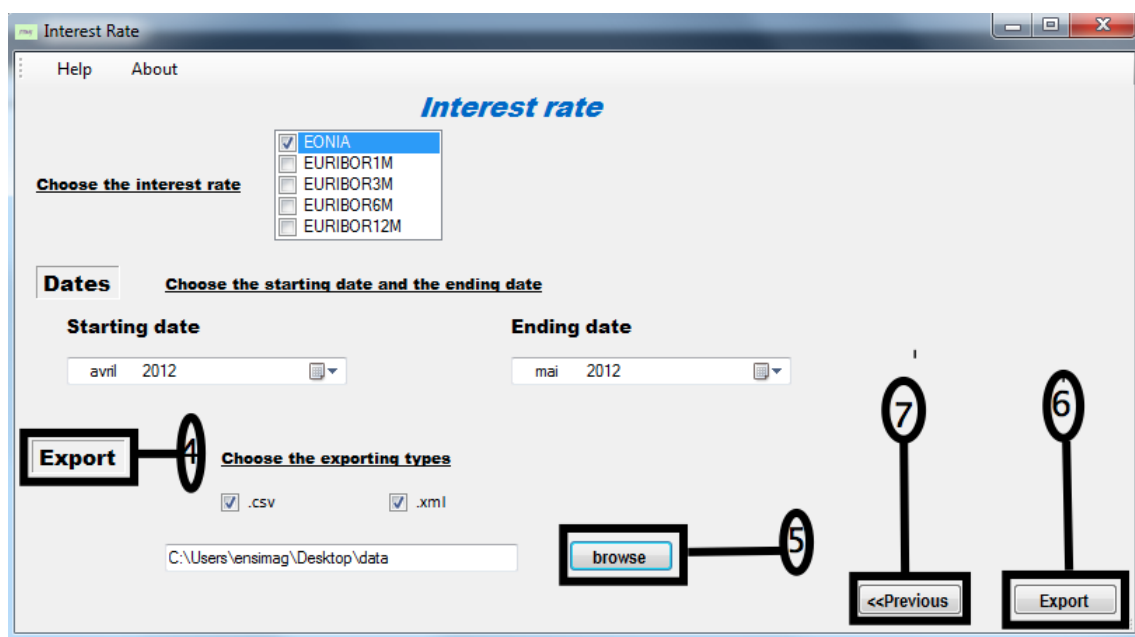 Interest Rate
Help About
Interest rate
EONIA
EURIBOR1M
Choose the interest rate
EURIBOR3M
EURIBOR6M
EURIBOR12M
Dates Choose the starting date and the ending date
Starting date Ending date
avril 2012 mai 2012
7 6
Export 4 Choose the exporting types
.csv .xml
5
C:\Users\ensimag\Desktop\data browse
<<Previous Export